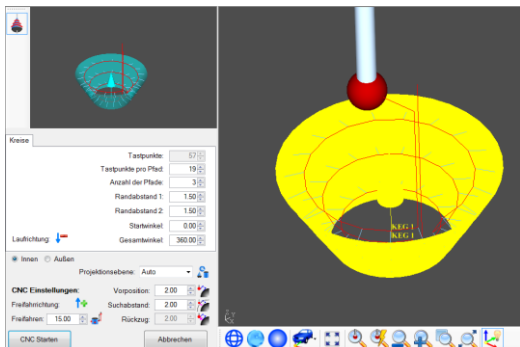 Kreise
Tastpunkte: 57
Tastpunkte pro Pfad: 19
Anzahl der Pfade: 3
Randabstand 1: 1.50
Randabstand 2: 1.50
Startwinkel: 0.00
Laufrichtung: Gesamtwinkel: 360.00
Innen Außen
Projektionsebene: Auto
CNC Einstellungen: Vorposition: 2.00
Freifahrichtung: Suchabstand: 2.00
Freifahren: 15.00 Rückzug: 2.00
CNC Starten Abbrechen
KEG 1
KEG 1